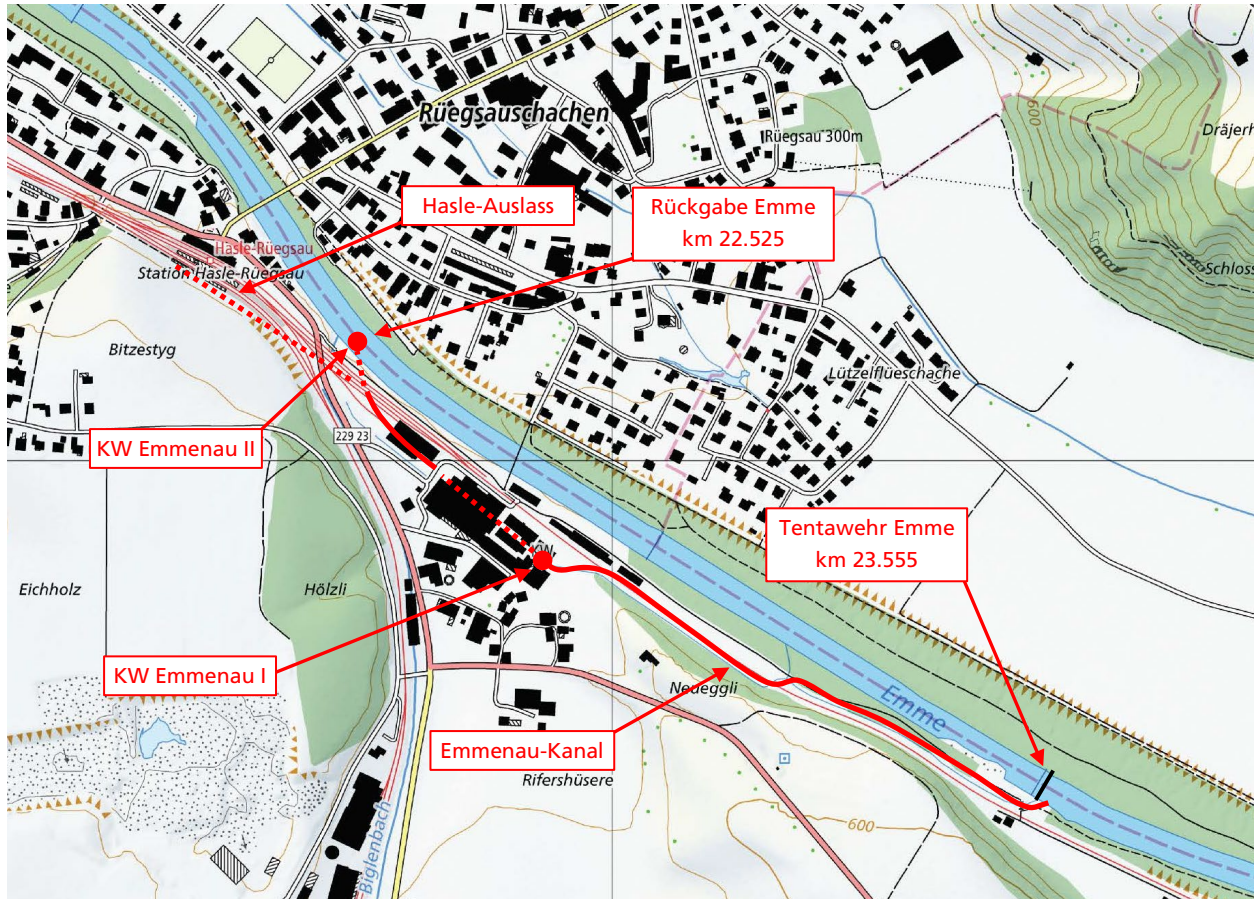 Rüegsauschachen
Rüegsau 300m
600
Dräjerh
Schloss
Hasle-Auslass
Rückgabe Emme
km 22.525
Hasle-Rüegsau
Station Hasle-Rüegsau
Bitzestyg
Lützelflüeschache
KW Emmenau II
229 23
Tentawehr Emme
km 23.555
KW
Eichholz
Hölzli
KW Emmenau I
Neueggli
Emme
Emmenau-Kanal
Rifershüsere
600
Biglenbach